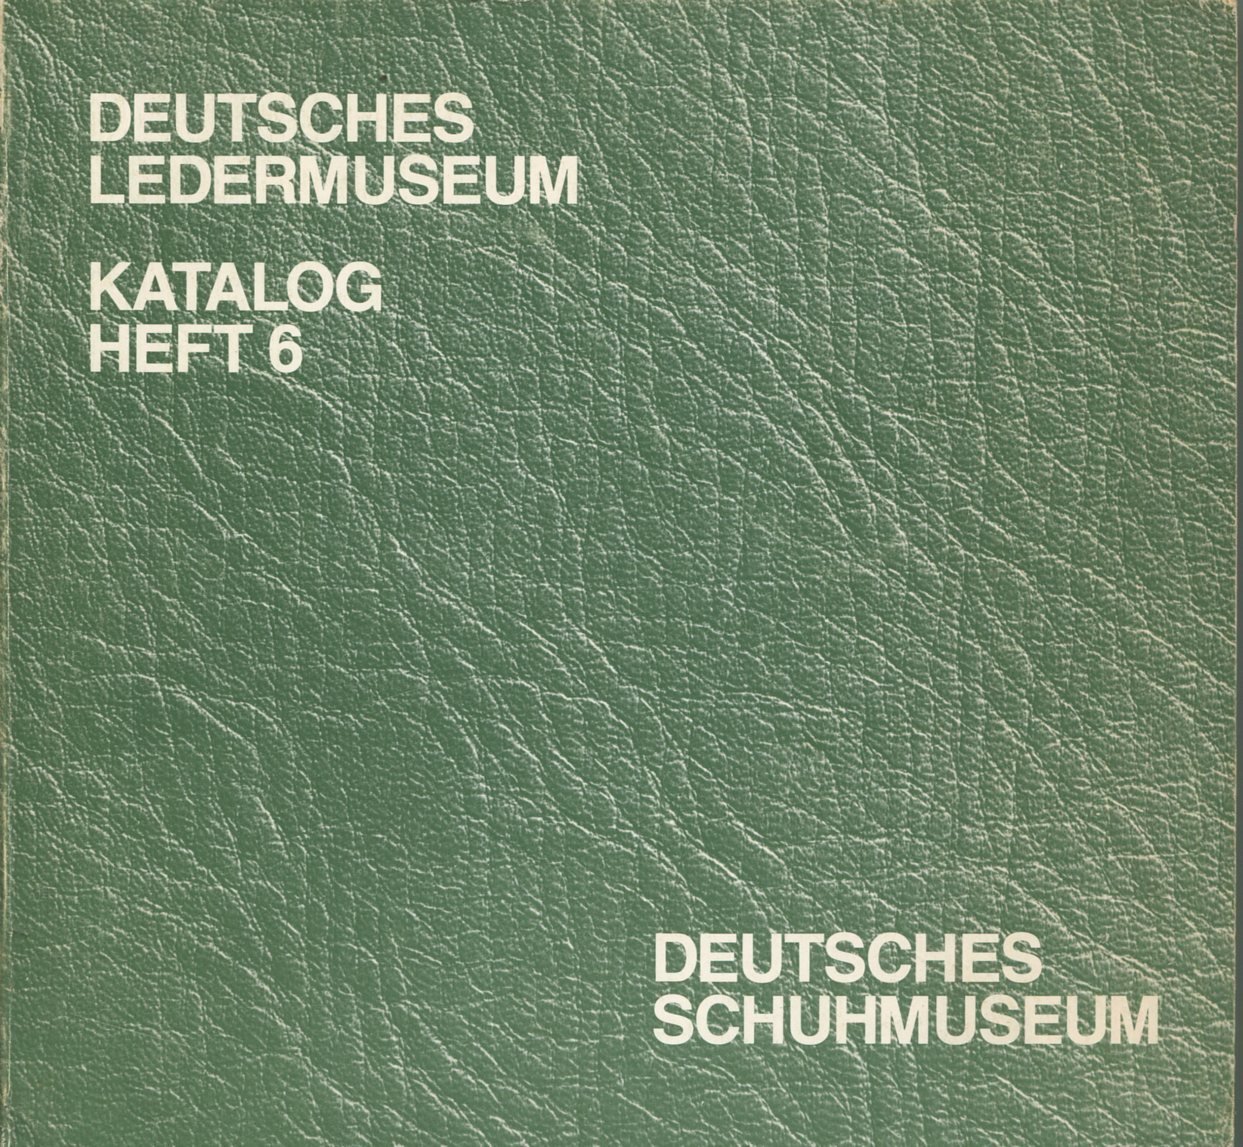 DEUTSCHES
LEDERMUSEUM
KATALOG
HEFT 6
DEUTSCHES
SCHUHMUSEUM